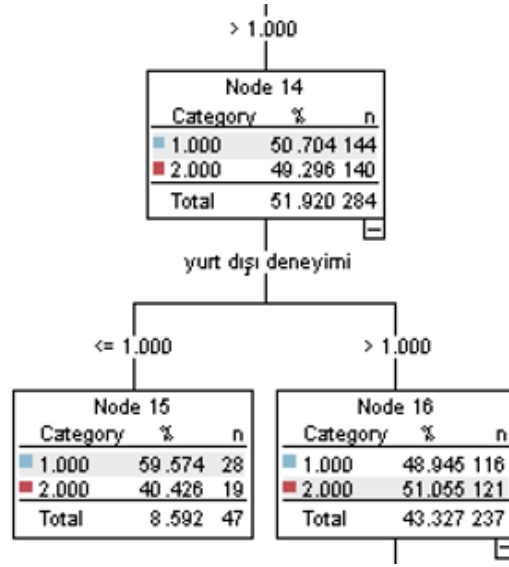 > 1.000
Node 14
Category % n
1.000 50.704 144
2.000 49.296 140
Total 51.920 284
yurt dışı deneyimi
<= 1.000 > 1.000
Node 15
Category % n
1.000 59.574 28
2.000 40.426 19
Total 8.592 47
Node 16
Category % n
1.000 48.945 116
2.000 51.055 121
Total 43.327 237